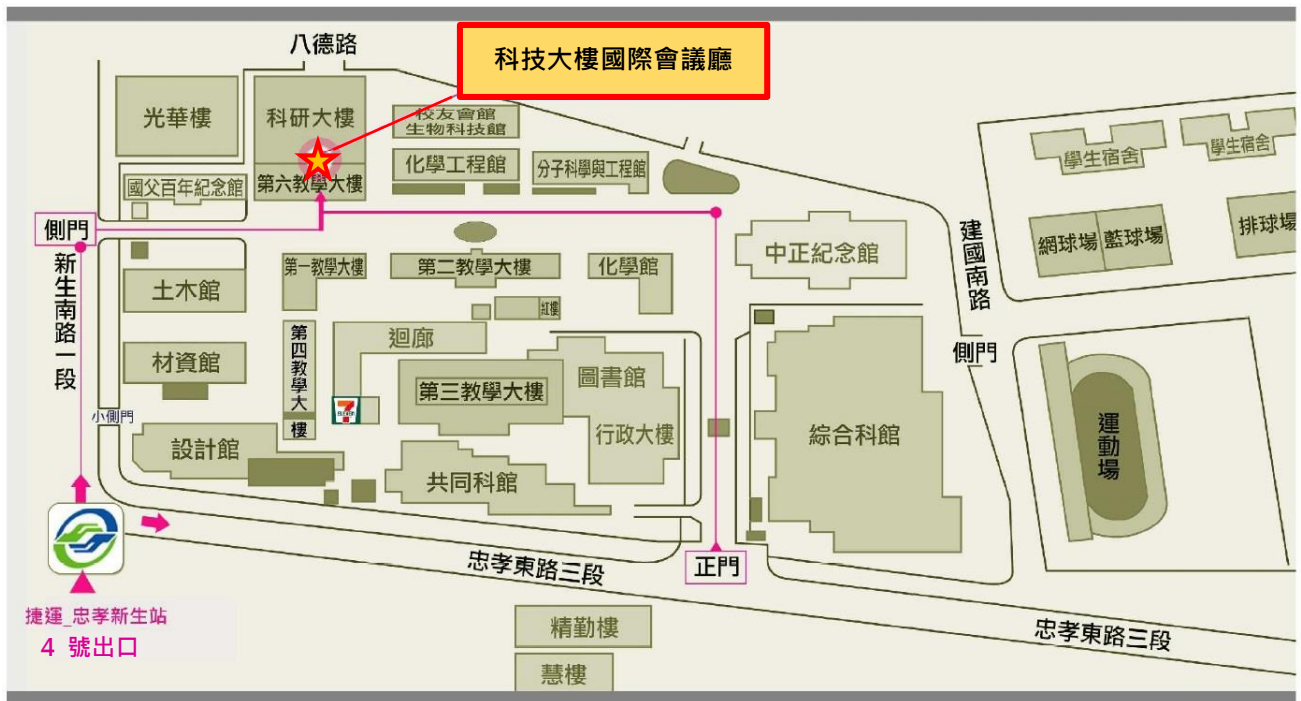 八德路
科技大樓國際會議廳
光華樓
科研大樓
校友會館
生物科技館
化學工程館
分子科學與工程館
國父百年紀念館
第六教學大樓
學生宿舍
學生宿舍
側門
新生南路一段
網球場
藍球場
排球場
建國南路
中正紀念館
第一教學大樓
第二教學大樓
化學館
土木館
紅樓
第四教學大樓
迴廊
材資館
第三教學大樓
圖書館
側門
7
ELEVEN
小側門
設計館
行政大樓
綜合科館
運動場
共同科館
忠孝東路三段
正門
捷運_忠孝新生站
4 號出口
精勤樓
忠孝東路三段
慧樓